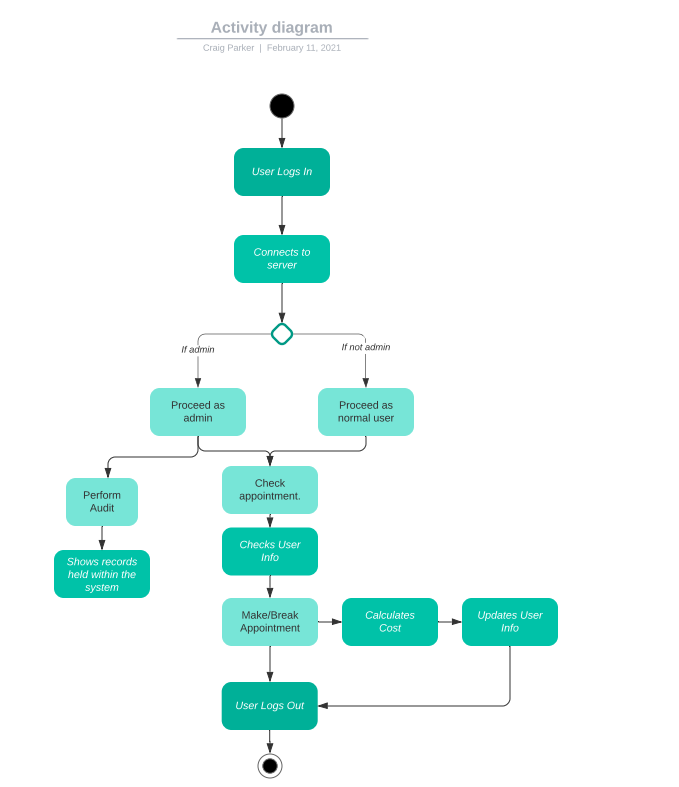 Activity diagram
Craig Parker | February 11, 2021
User Logs In
Connects to
server
If admin
If not admin
Proceed as
admin
Proceed as
normal user
Check
appointment.
Perform
Audit
Checks User
Info
Shows records
held within the
system
Make/Break
Appointment
Calculates
Cost
Updates User
Info
User Logs Out